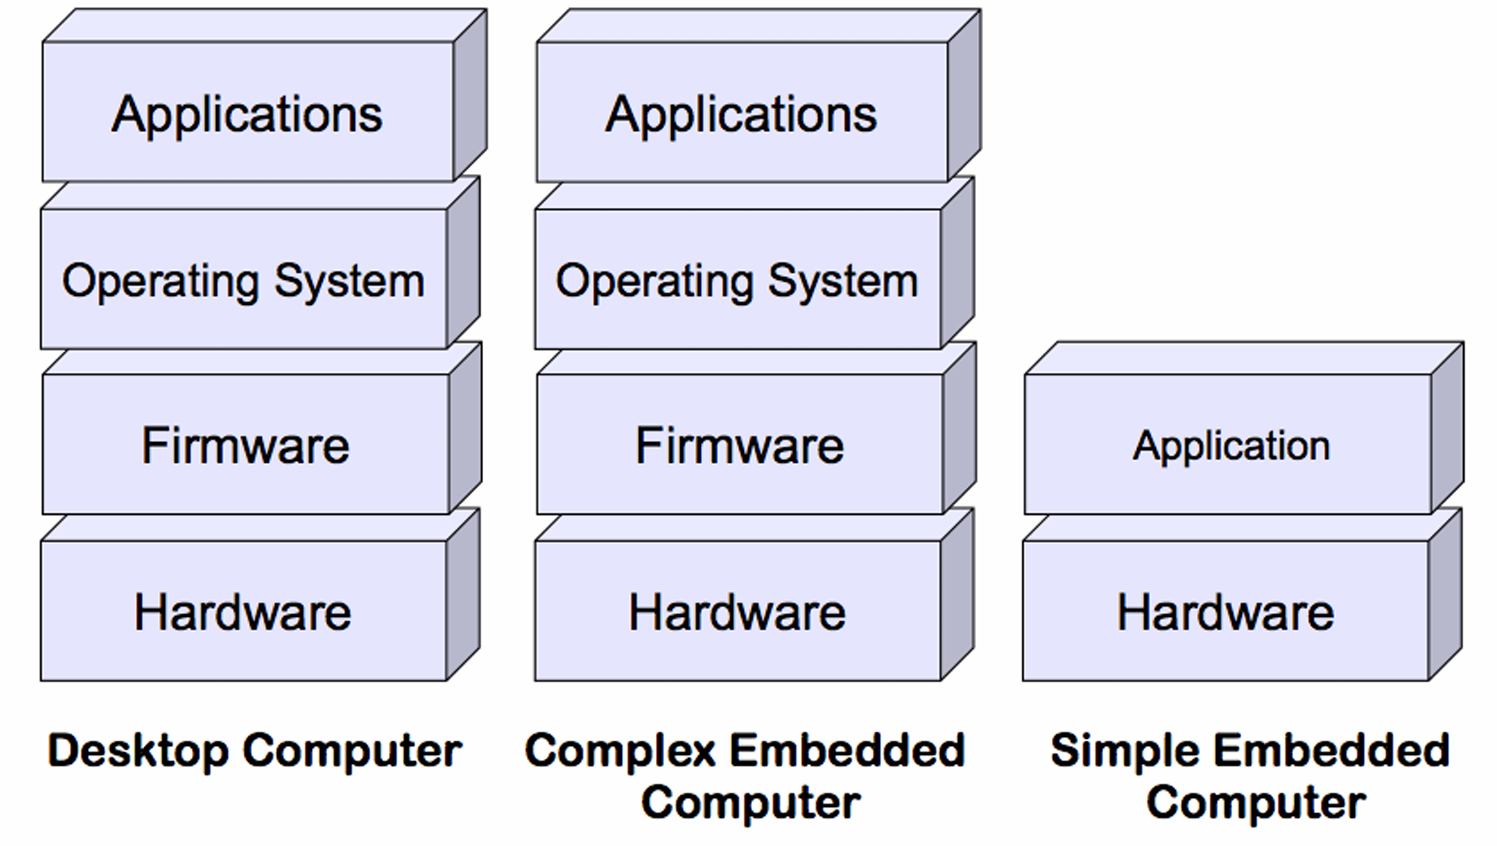 Applications
Operating System
Firmware
Hardware
Desktop Computer
Applications
Operating System
Firmware
Hardware
Complex Embedded
Computer
Application
Hardware
Simple Embedded
Computer